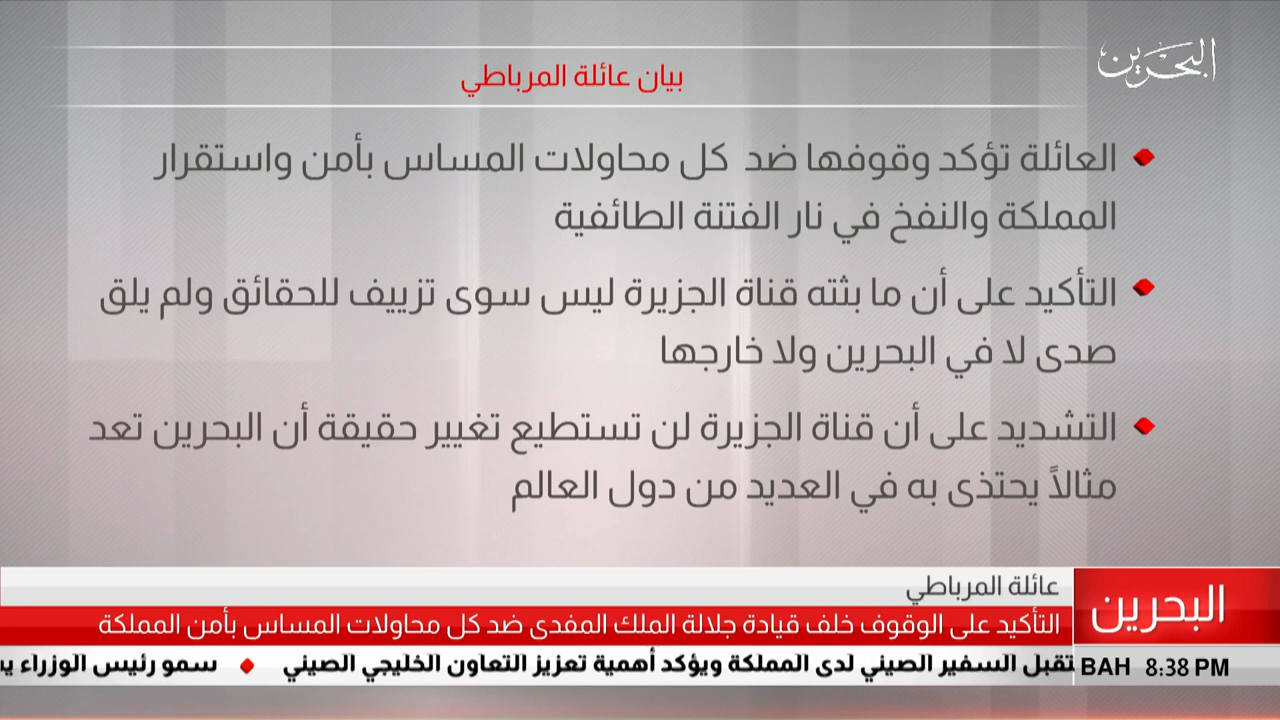 البحرين
بيان عائلة المرباطي
العائلة تؤكد وقوفها ضد كل محاولات المساس بأمن واستقرار
المملكة والنفخ في نار الفتنة الطائفية
التأكيد على أن ما بثته قناة الجزيرة ليس سوى تزييف للحقائق ولم يلق
صدى لا في البحرين ولا خارجها
التشديد على أن قناة الجزيرة لن تستطيع تغيير حقيقة أن البحرين تعد
مثالاً يحتذى به في العديد من دول العالم
البحرين
عائلة المرباطي
التأكيد على الوقوف خلف قيادة جلالة الملك المفدى ضد كل محاولات المساس بأمن المملكة
BAH 8:38 PM
السفير الصيني لدى المملكة ويؤكد أهمية تعزيز التعاون الخليجي الصيني سمو رئيس الوزراء